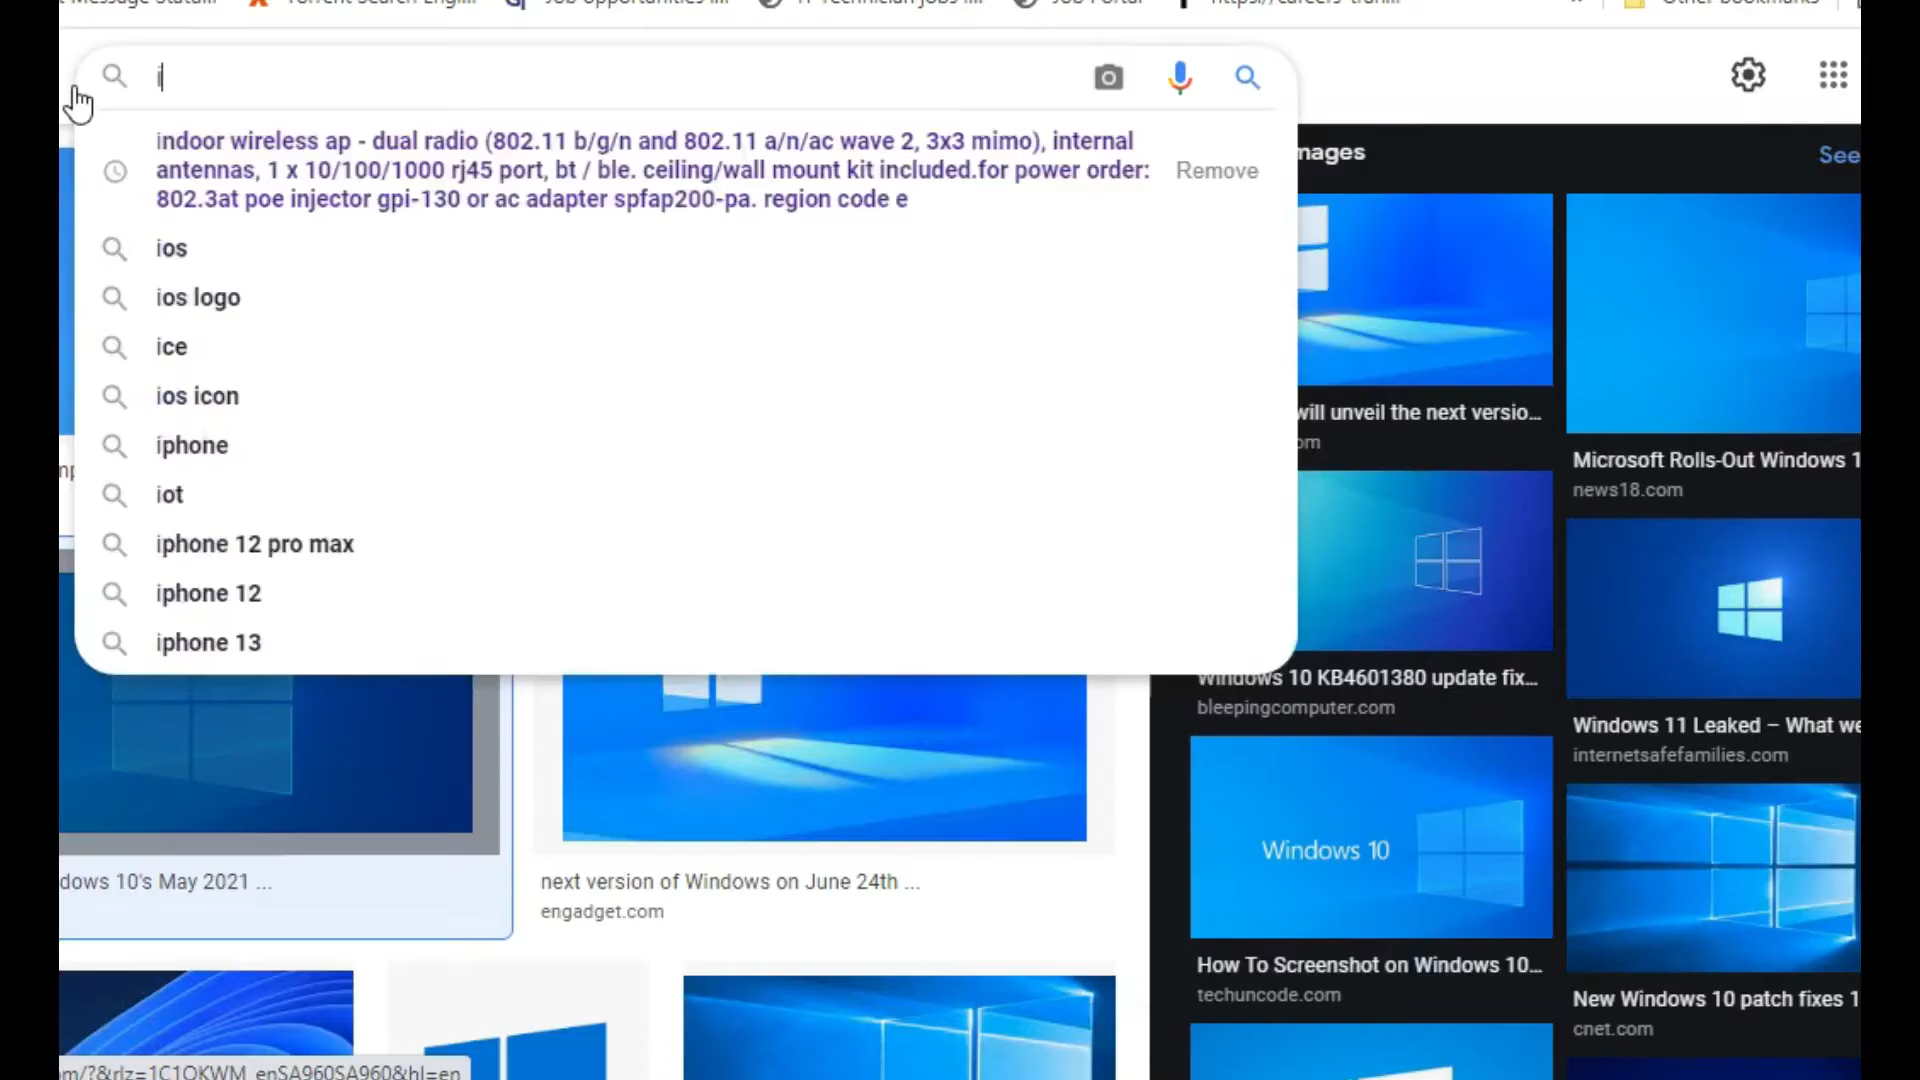 i
indoor wireless ap - dual radio (802.11 b/g/n and 802.11 a/n/ac wave 2, 3x3 mimo), internal
antennas, 1 x 10/100/1000 rj45 port, bt / ble. ceiling/wall mount kit included.for power order:
802.3at poe injector gpi-130 or ac adapter spfap200-pa. region code e
Remove
ios
ios logo
ice
ios icon
iphone
iot
iphone 12 pro max
iphone 12
iphone 13
See
will unveil the next versio...
Microsoft Rolls-Out Windows 1
news18.com
Windows 10 KB4601380 update fix...
bleepingcomputer.com
Windows 11 Leaked – What we
internetsafefamilies.com
dows 10's May 2021 ...
next version of Windows on June 24th ...
engadget.com
Windows 10
How To Screenshot on Windows 10...
techuncode.com
New Windows 10 patch fixes 1
cnet.com
om/?&rlz=1C1OKWM_enSA960SA960&hl=en